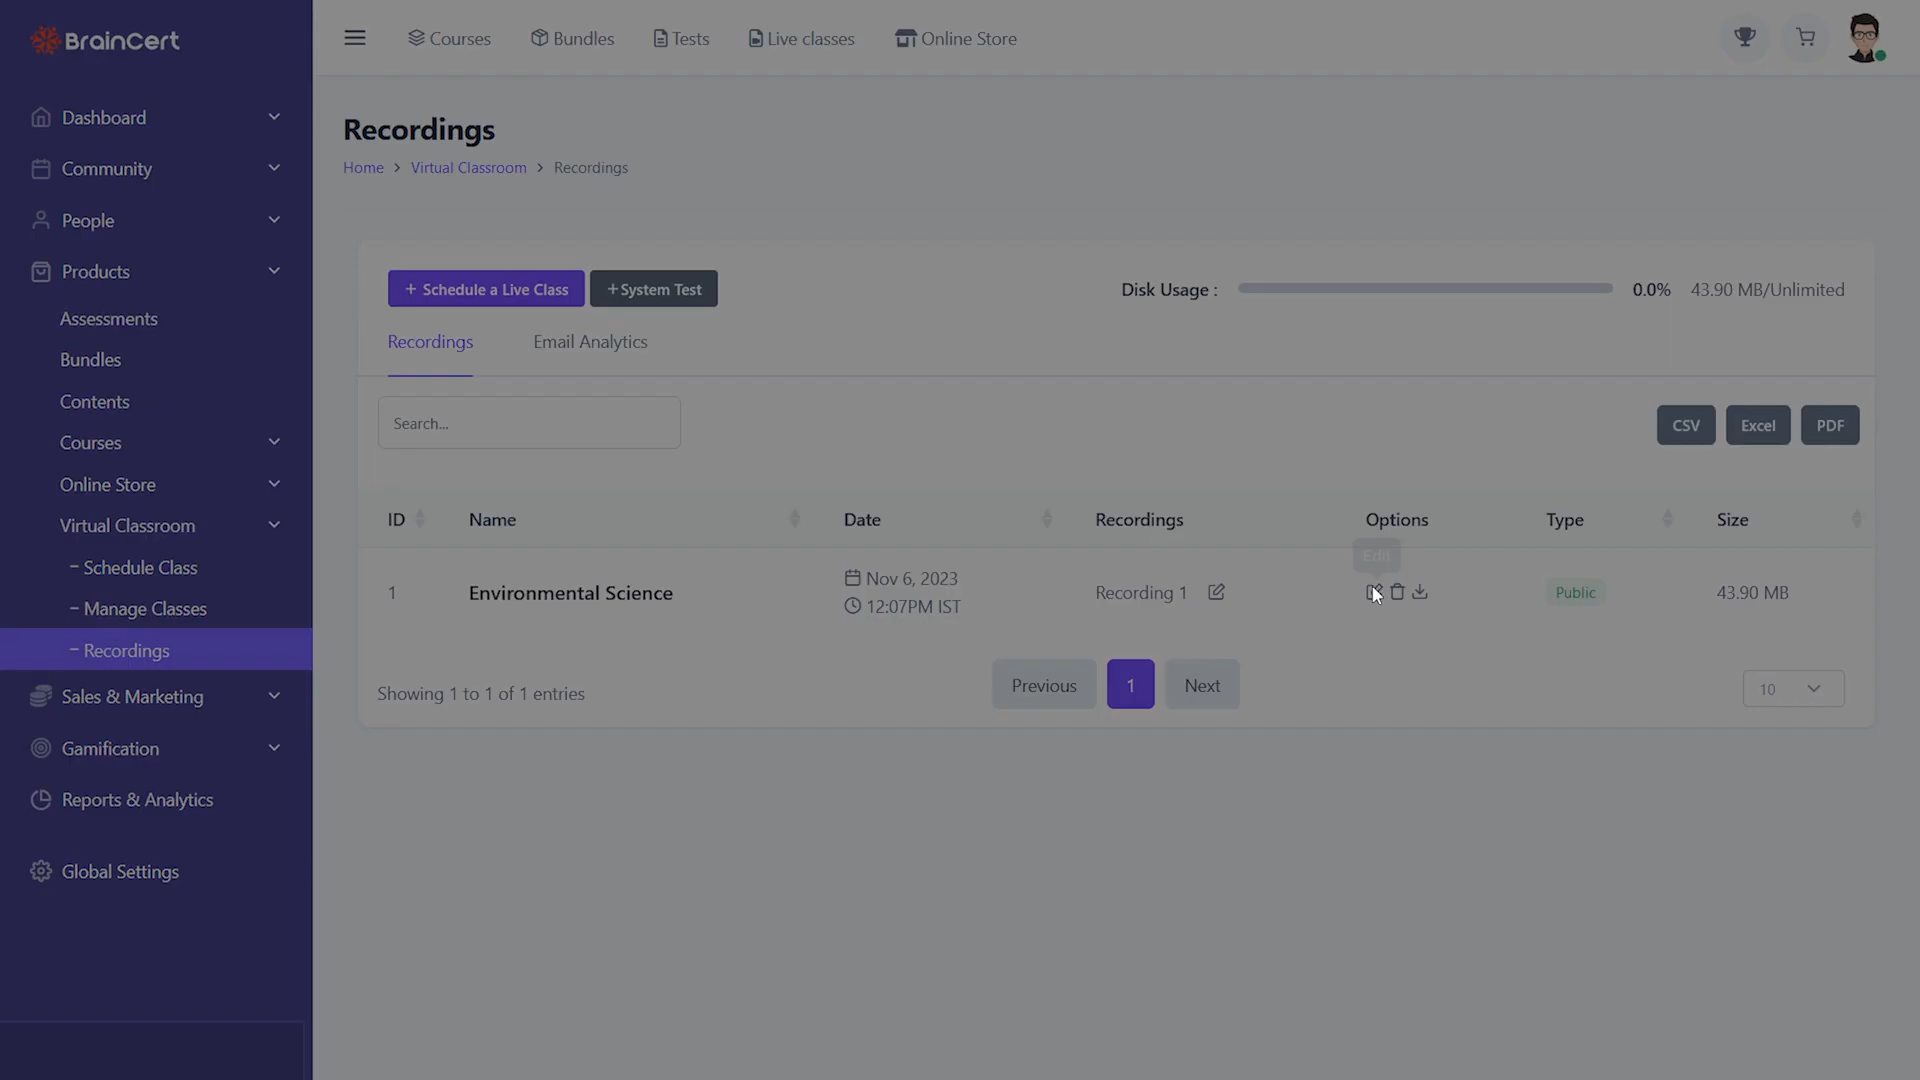 BrainCert
Courses
Bundles
Tests
Live classes
Online Store
Dashboard
Community
People
Products
Assessments
Bundles
Contents
Courses
Online Store
Virtual Classroom
- Schedule Class
- Manage Classes
- Recordings
Sales & Marketing
Gamification
Reports & Analytics
Global Settings
Recordings
Home > Virtual Classroom > Recordings
+ Schedule a Live Class
+System Test
Disk Usage : 0.0% 43.90 MB/Unlimited
Recordings
Email Analytics
Search...
CSV
Excel
PDF
ID Name Date Recordings Options Type Size
Edit
1 Environmental Science Nov 6, 2023 Recording 1 Public 43.90 MB
12:07PM IST
Showing 1 to 1 of 1 entries
Previous 1 Next
10